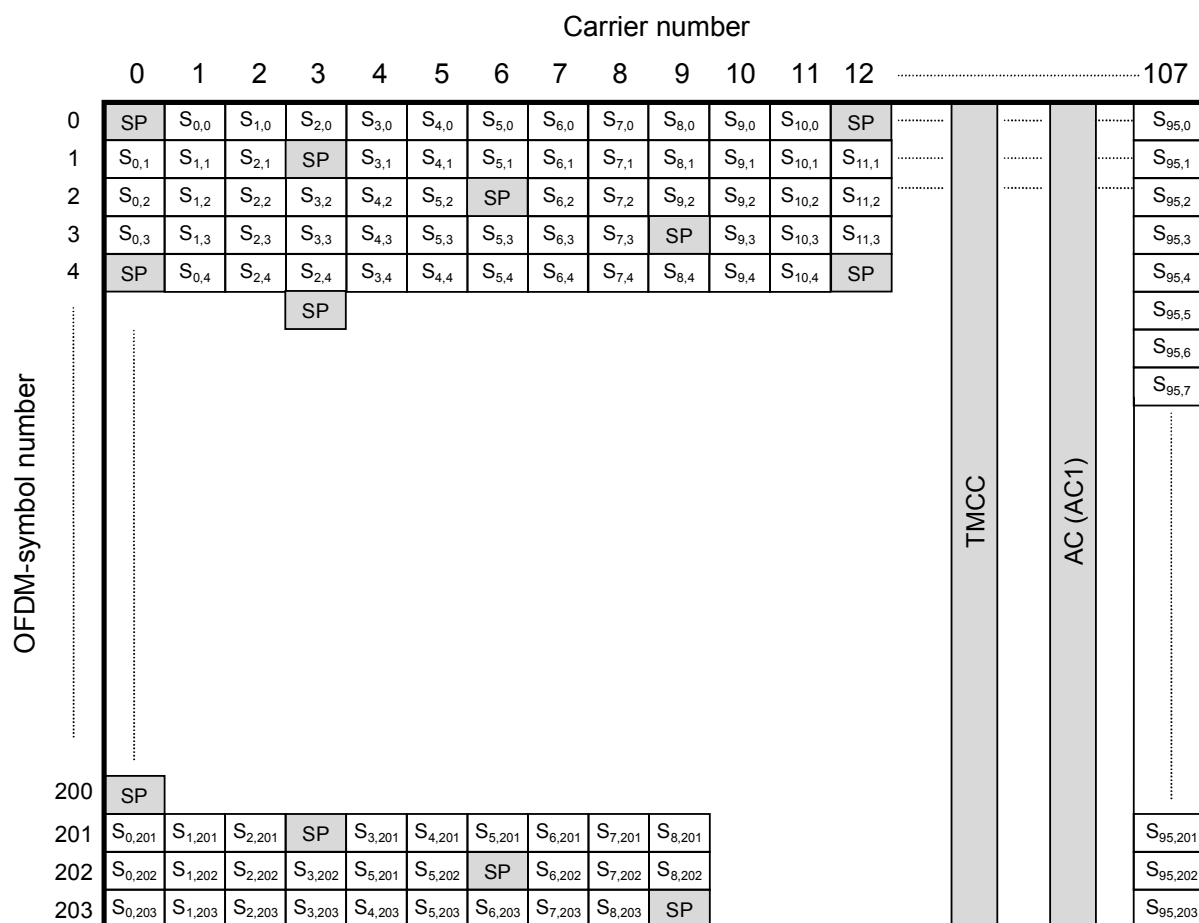 Carrier number
0 1 2 3 4 5 6 7 8 9 10 11 12 107
0 SP S0,0 S1,0 S2,0 S3,0 S4,0 S5,0 S6,0 S7,0 S8,0 S9,0 S10,0 SP S95,0
1 S0,1 S1,1 S2,1 SP S3,1 S4,1 S5,1 S6,1 S7,1 S8,1 S9,1 S10,1 S11,1 S95,1
2 S0,2 S1,2 S2,2 S3,2 S4,2 S5,2 SP S6,2 S7,2 S9,2 S9,2 S10,2 S11,2 S95,2
3 S0,3 S1,3 S2,3 S3,3 S4,3 S5,3 S5,3 S6,3 S7,3 SP S9,3 S10,3 S11,3 S95,3
4 SP S0,4 S2,4 S2,4 S3,4 S4,4 S5,4 S6,4 S7,4 S8,4 S9,4 S10,4 SP S95,4
SP S95,5
S95,6
S95,7
OFDM-symbol number
TMCC
AC (AC1)
200 SP
201 S0,201 S1,201 S2,201 SP S3,201 S4,201 S5,201 S6,201 S7,201 S8,201 S95,201
202 S0,202 S1,202 S2,202 S3,202 S5,201 S5,202 SP S6,202 S7,202 S8,202 S95,202
203 S0,203 S1,203 S2,203 S3,203 S4,203 S5,203 S6,203 S7,203 S8,203 SP S95,203